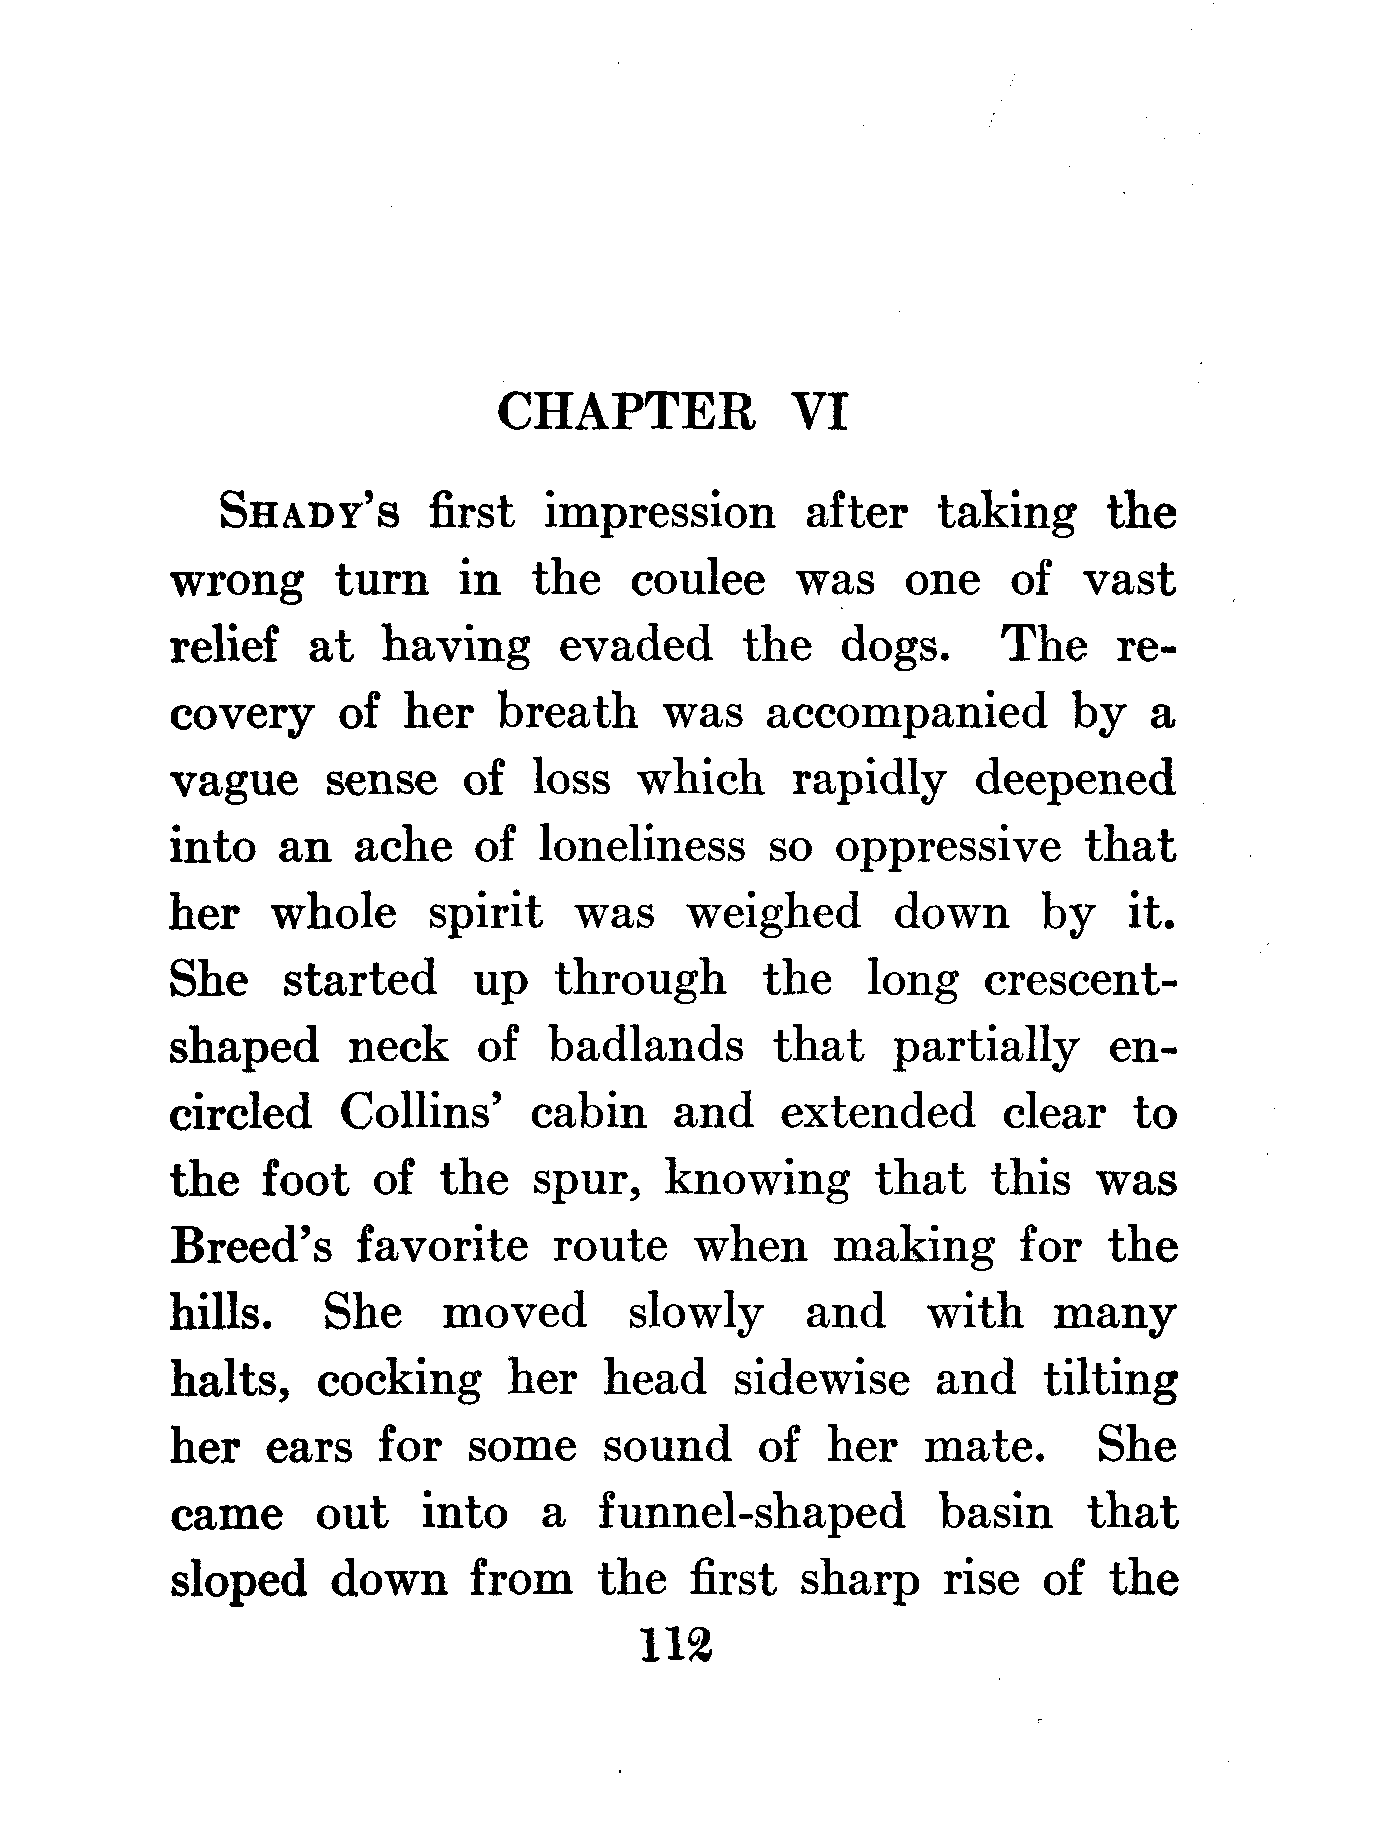 CHAPTER VI
SHADY'S first impression after taking the
wrong turn in the coulee was one of vast
relief at having evaded the dogs. The re-
covery of her breath was accompanied by a
vague sense of loss which rapidly deepened
into an ache of loneliness so oppressive that
her whole spirit was weighed down by it.
She started up through the long crescent-
shaped neck of badlands that partially en-
circled Collins' cabin and extended clear to
the foot of the spur, knowing that this was
Breed's favorite route when making for the
hills. She moved slowly and with many
halts, cocking her head sidewise and tilting
her ears for some sound of her mate. She
came out into a funnel-shaped basin that
sloped down from the first sharp rise of the
112